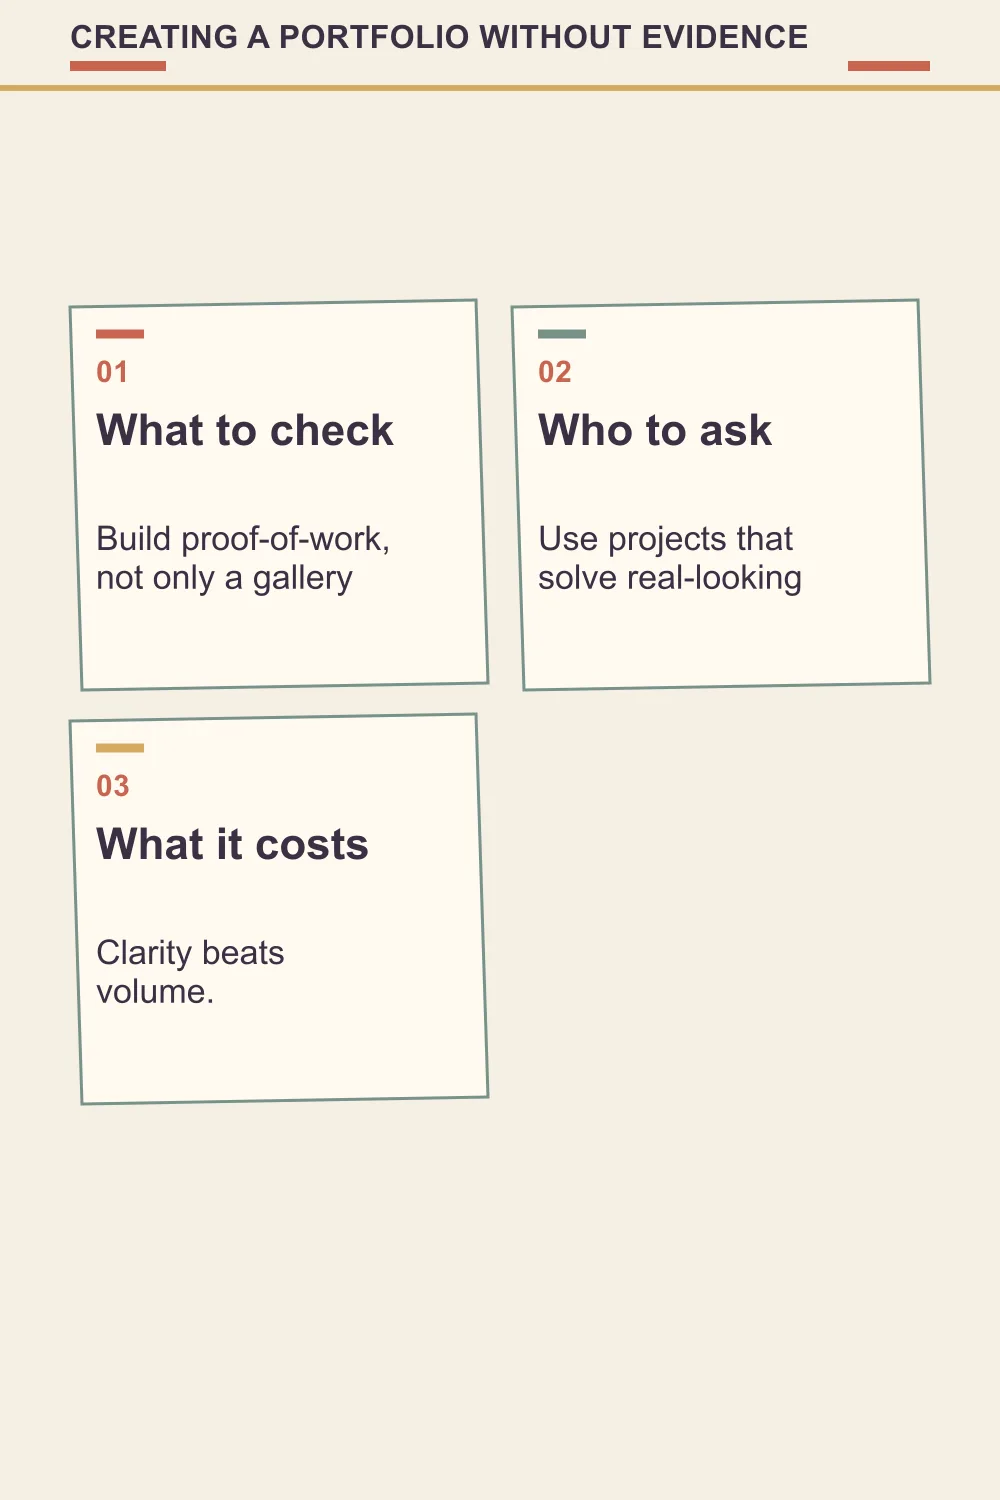 CREATING A PORTFOLIO WITHOUT EVIDENCE
01
What to check
Build proof-of-work,
not only a gallery
02
Who to ask
Use projects that
solve real-looking
03
What it costs
Clarity beats
volume.